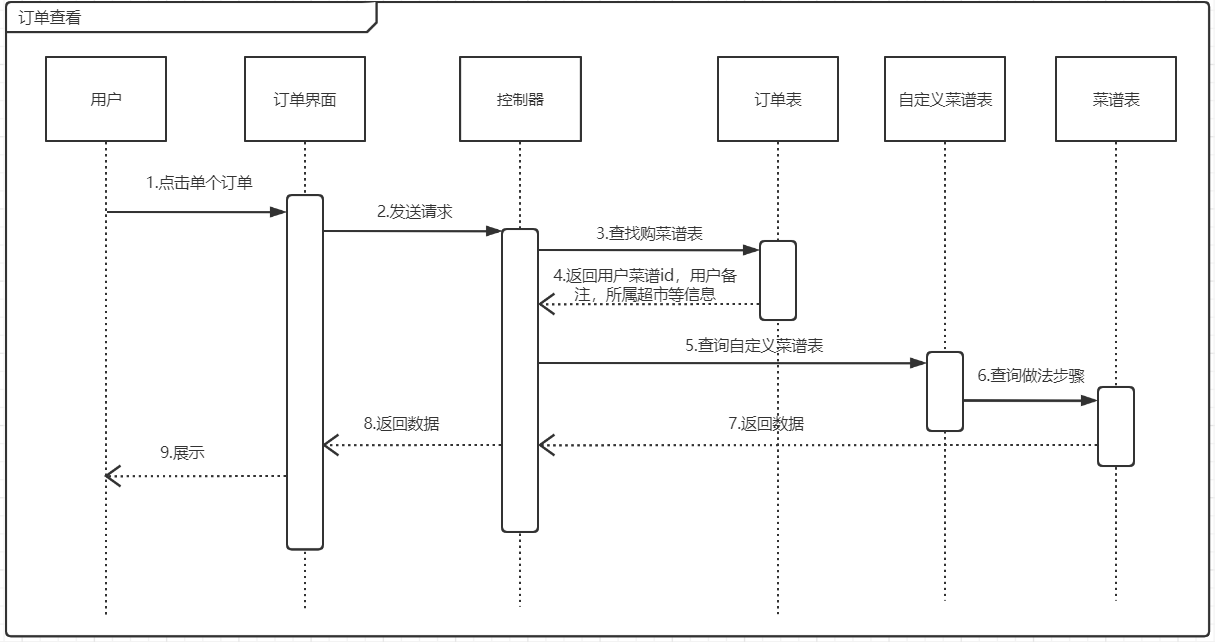 订单查看
用户
订单界面
控制器
订单表
自定义菜谱表
菜谱表
1.点击单个订单
2.发送请求
3.查找购菜谱表
4.返回用户菜谱id，用户备
注，所属超市等信息
5.查询自定义菜谱表
6.查询做法步骤
7.返回数据
8.返回数据
9.展示